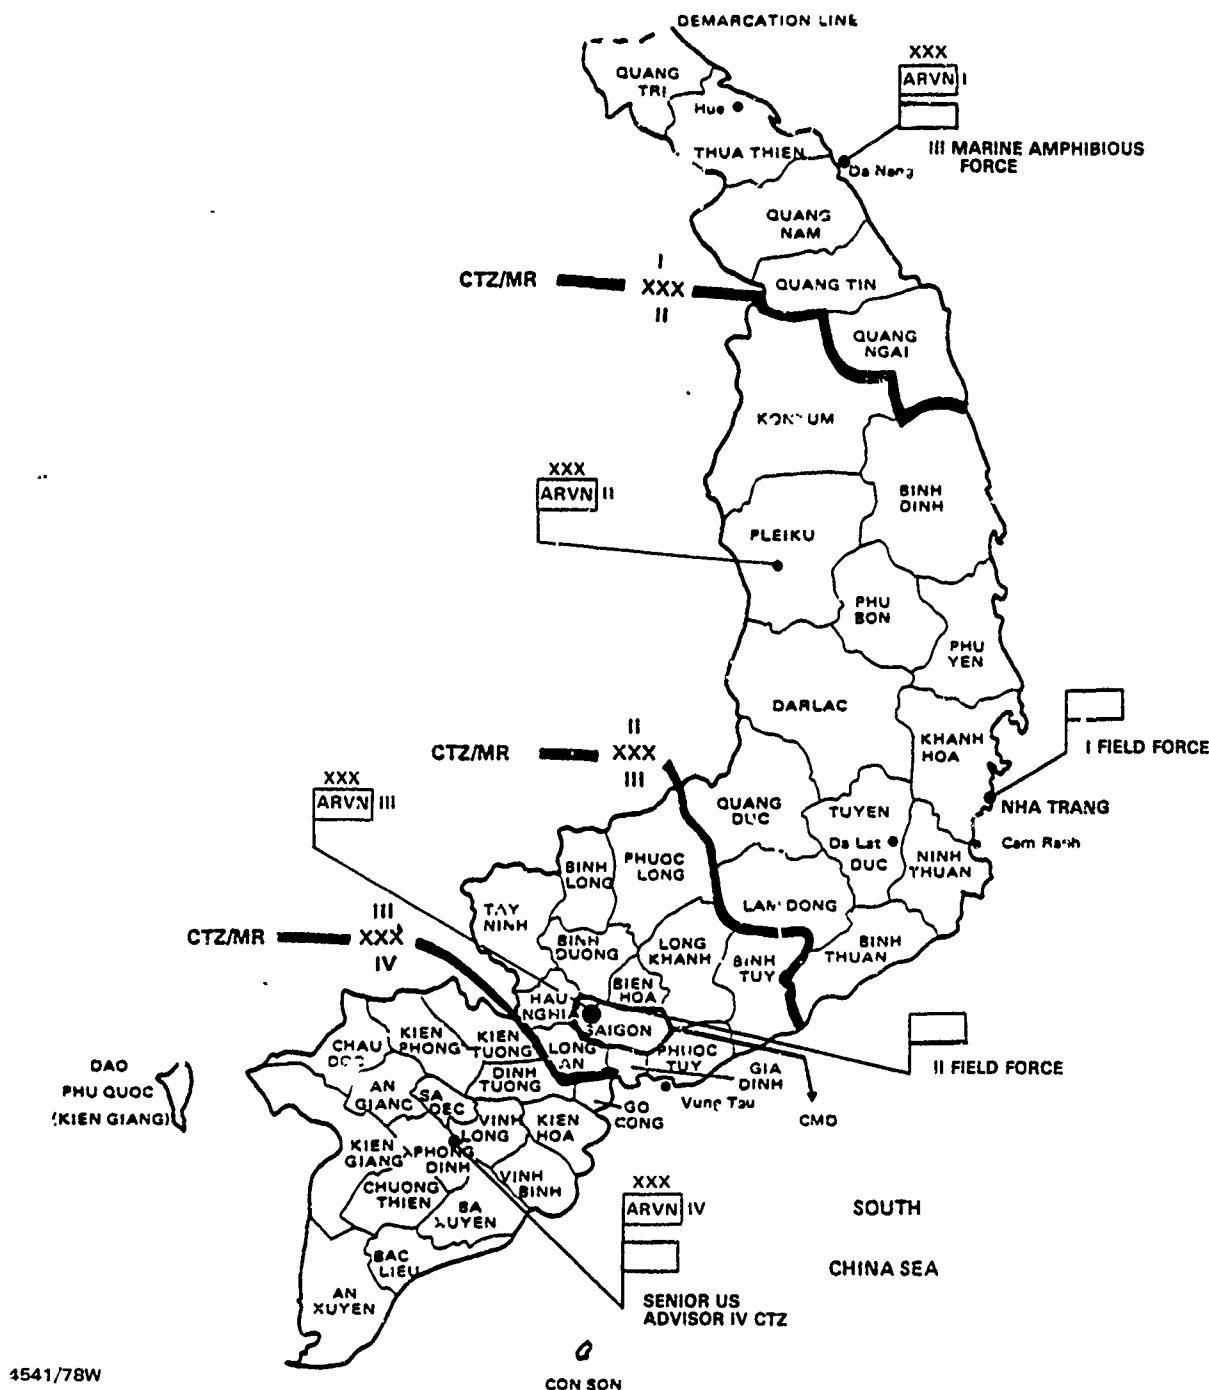 DEMARCATION LINE
XXX
ARVN I
III MARINE AMPHIBIOUS
FORCE
QUANG
TRI
Hue
THUA THIEN
Da Nang
QUANG
NAM
QUANG TIN
CTZ/MR
I
XXX
II
QUANG
NGAI
KONTUM
XXX
ARVN II
BINH
DINH
PLEIKU
PHU
BON
PHU
YEN
DARLAC
KHANH
HOA
I FIELD FORCE
NHA TRANG
Cam Ranh
CTZ/MR
II
XXX
III
XXX
ARVN III
QUANG
DUC
TUYEN
Da Lat
DUC
NINH
THUAN
BINH
LONG
PHUOC
LONG
LAM DONG
TAY
NINH
BINH
DUONG
LONG
KHANH
BINH
TUY
BINH
THUAN
CTZ/MR
III
XXX
IV
BIEN
HOA
HAU
NGHIA
SAIGON
II FIELD FORCE
LONG
AN
PHUOC
TUY
GIA
DINH
Vung Tau
CMD
KIEN
PHONG
KIEN
TUONG
CHAU
DOC
DINH
TUONG
AN
GIANG
SA
DEC
GO
CONG
VINH
LONG
KIEN
HOA
DAO
PHU QUOC
(KIEN GIANG)
KIEN
GIANG
PHONG
DINH
VINH
BINH
CHUONG
THIEN
BA
XUYEN
XXX
ARVN IV
SOUTH
CHINA SEA
BAC
LIEU
AN
XUYEN
SENIOR US
ADVISOR IV CTZ
4541/78W
CON SON